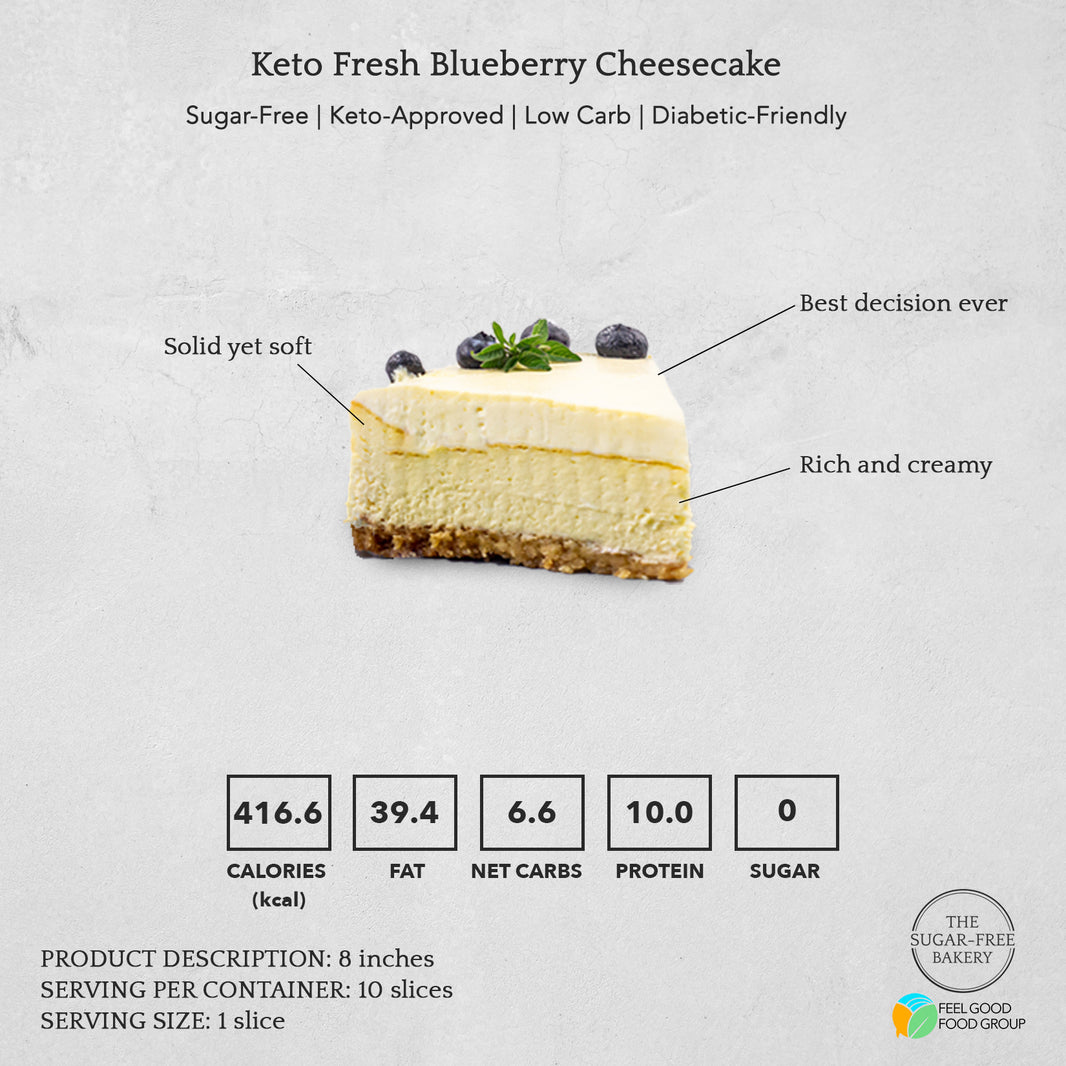 Keto Fresh Blueberry Cheesecake
Sugar-Free | Keto-Approved | Low Carb | Diabetic-Friendly
Best decision ever
Solid yet soft
Rich and creamy
416.6 39.4 6.6 10.0 0
CALORIES FAT NET CARBS PROTEIN SUGAR
(kcal)
THE
SUGAR-FREE
BAKERY
PRODUCT DESCRIPTION: 8 inches
SERVING PER CONTAINER: 10 slices
SERVING SIZE: 1 slice
FEEL GOOD
FOOD GROUP